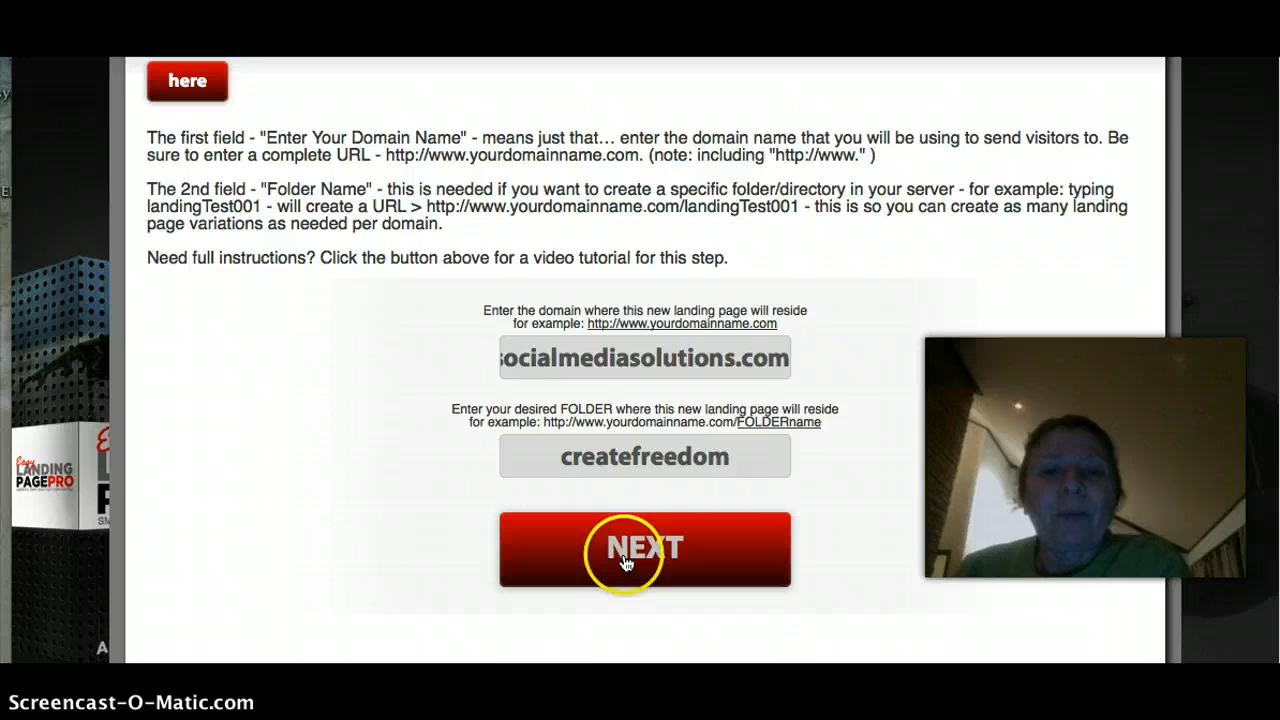 here
The first field - "Enter Your Domain Name" - means just that... enter the domain name that you will be using to send visitors to. Be
sure to enter a complete URL - http://www.yourdomainname.com. (note: including "http://www." )
The 2nd field - "Folder Name" - this is needed if you want to create a specific folder/directory in your server - for example: typing
landingTest001 - will create a URL > http://www.yourdomainname.com/landingTest001 - this is so you can create as many landing
page variations as needed per domain.
Need full instructions? Click the button above for a video tutorial for this step.
Enter the domain where this new landing page will reside
for example: http://www.yourdomainname.com
socialmediasolutions.com
Enter your desired FOLDER where this new landing page will reside
for example: http://www.yourdomainname.com/FOLDERname
createfreedom
NEXT
Easy
LANDING
PAGEPRO
Screencast-O-Matic.com